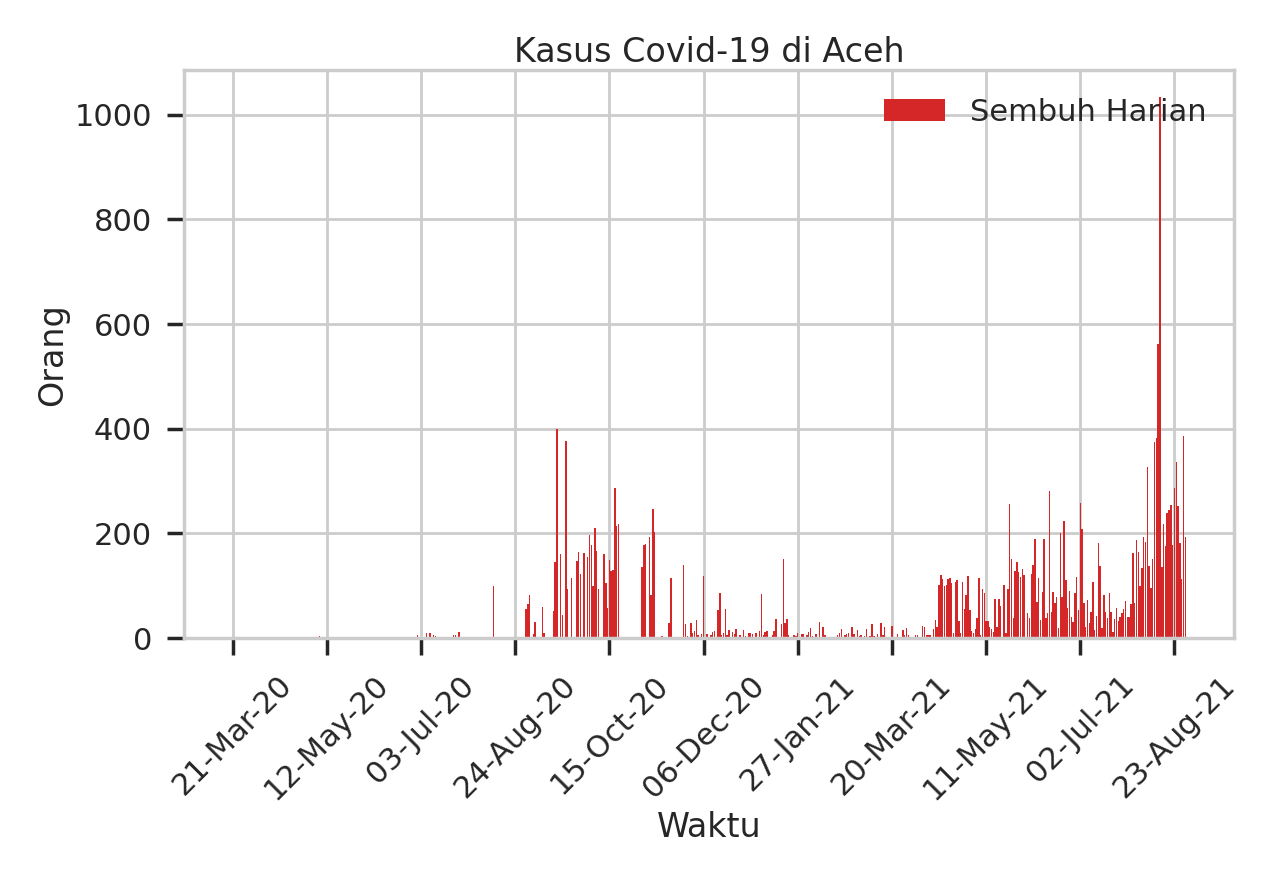 Kasus Covid-19 di Aceh
Sembuh Harian
Orang
1000
800
600
400
200
0
21-Mar-20
12-May-20
03-Jul-20
24-Aug-20
15-Oct-20
06-Dec-20
27-Jan-21
20-Mar-21
11-May-21
02-Jul-21
23-Aug-21
Waktu